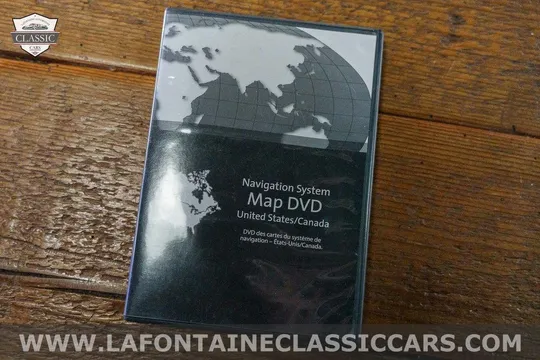 CLASSIC
CARS
Navigation System
Map DVD
United States/Canada
DVD des cartes du système de
navigation – États-Unis/Canada.
WWW.LAFONTAINECLASSICCARS.COM